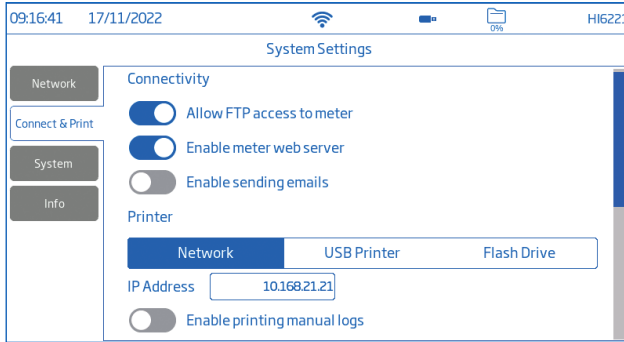 09:16:41 17/11/2022 0% HI6221
System Settings
Network
Connect & Print
System
Info
Connectivity
Allow FTP access to meter
Enable meter web server
Enable sending emails
Printer
Network USB Printer Flash Drive
IP Address 10.168.21.21
Enable printing manual logs